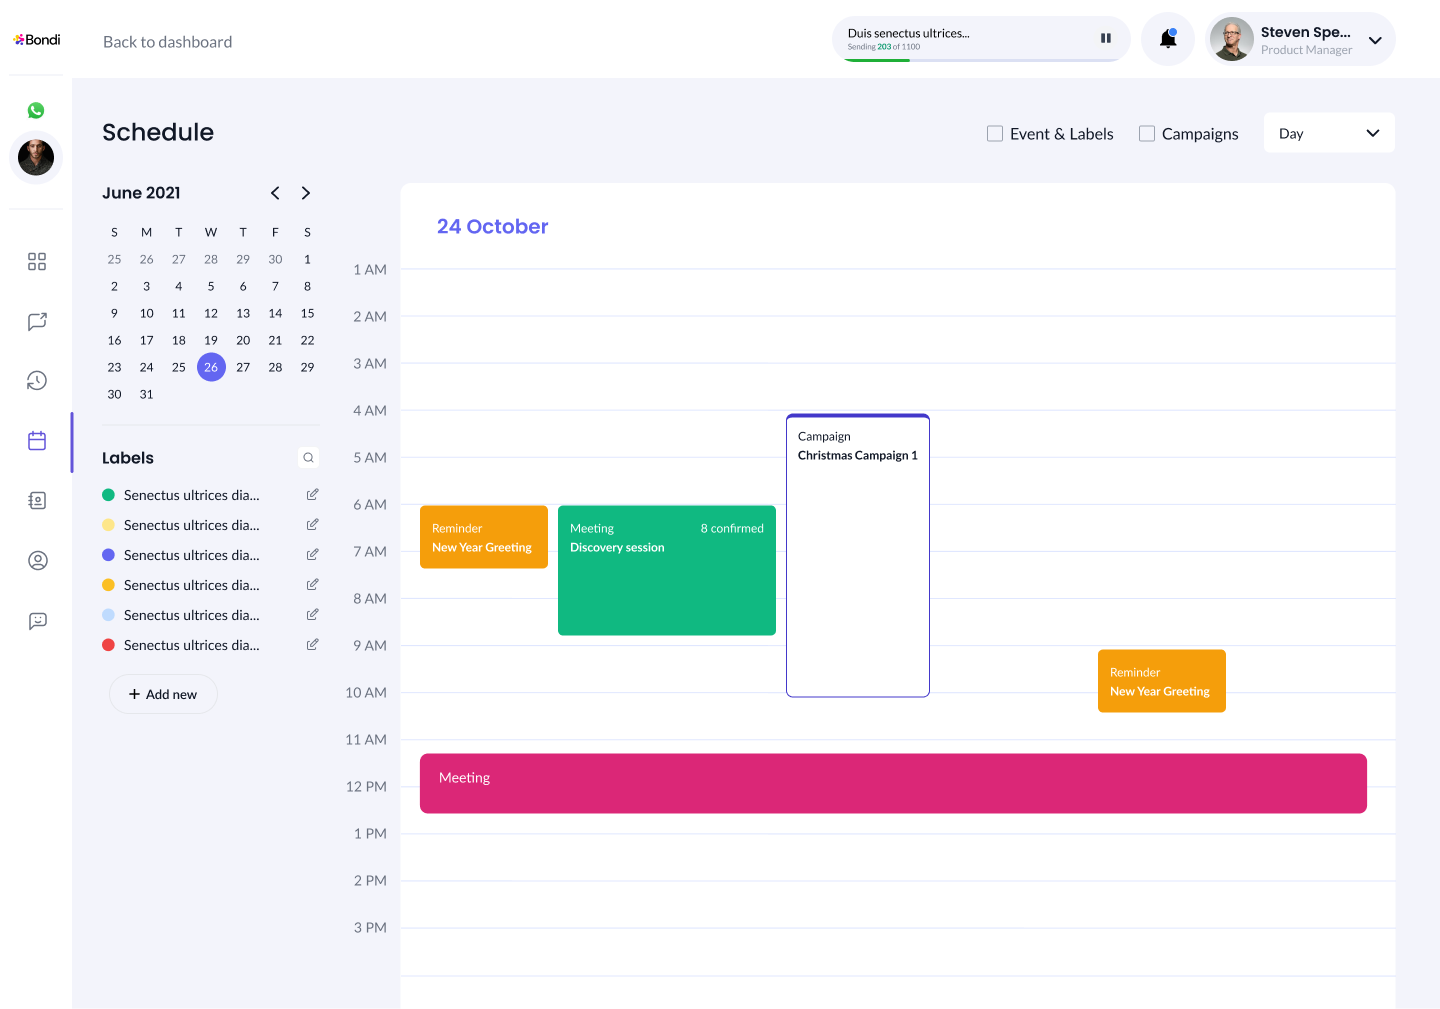 Bondi
Back to dashboard
Duis senectus ultrices...
Sending 203 of 1100
Steven Spe...
Product Manager
Schedule
Event & Labels
Campaigns
Day
June 2021
S M T W T F S
25 26 27 28 29 30 1
2 3 4 5 6 7 8
9 10 11 12 13 14 15
16 17 18 19 20 21 22
23 24 25 26 27 28 29
30 31
Labels
Senectus ultrices dia...
Senectus ultrices dia...
Senectus ultrices dia...
Senectus ultrices dia...
Senectus ultrices dia...
Senectus ultrices dia...
+ Add new
24 October
1 AM
2 AM
3 AM
4 AM
5 AM
6 AM
7 AM
8 AM
9 AM
10 AM
11 AM
12 PM
1 PM
2 PM
3 PM
Campaign
Christmas Campaign 1
Reminder
New Year Greeting
Meeting 8 confirmed
Discovery session
Reminder
New Year Greeting
Meeting